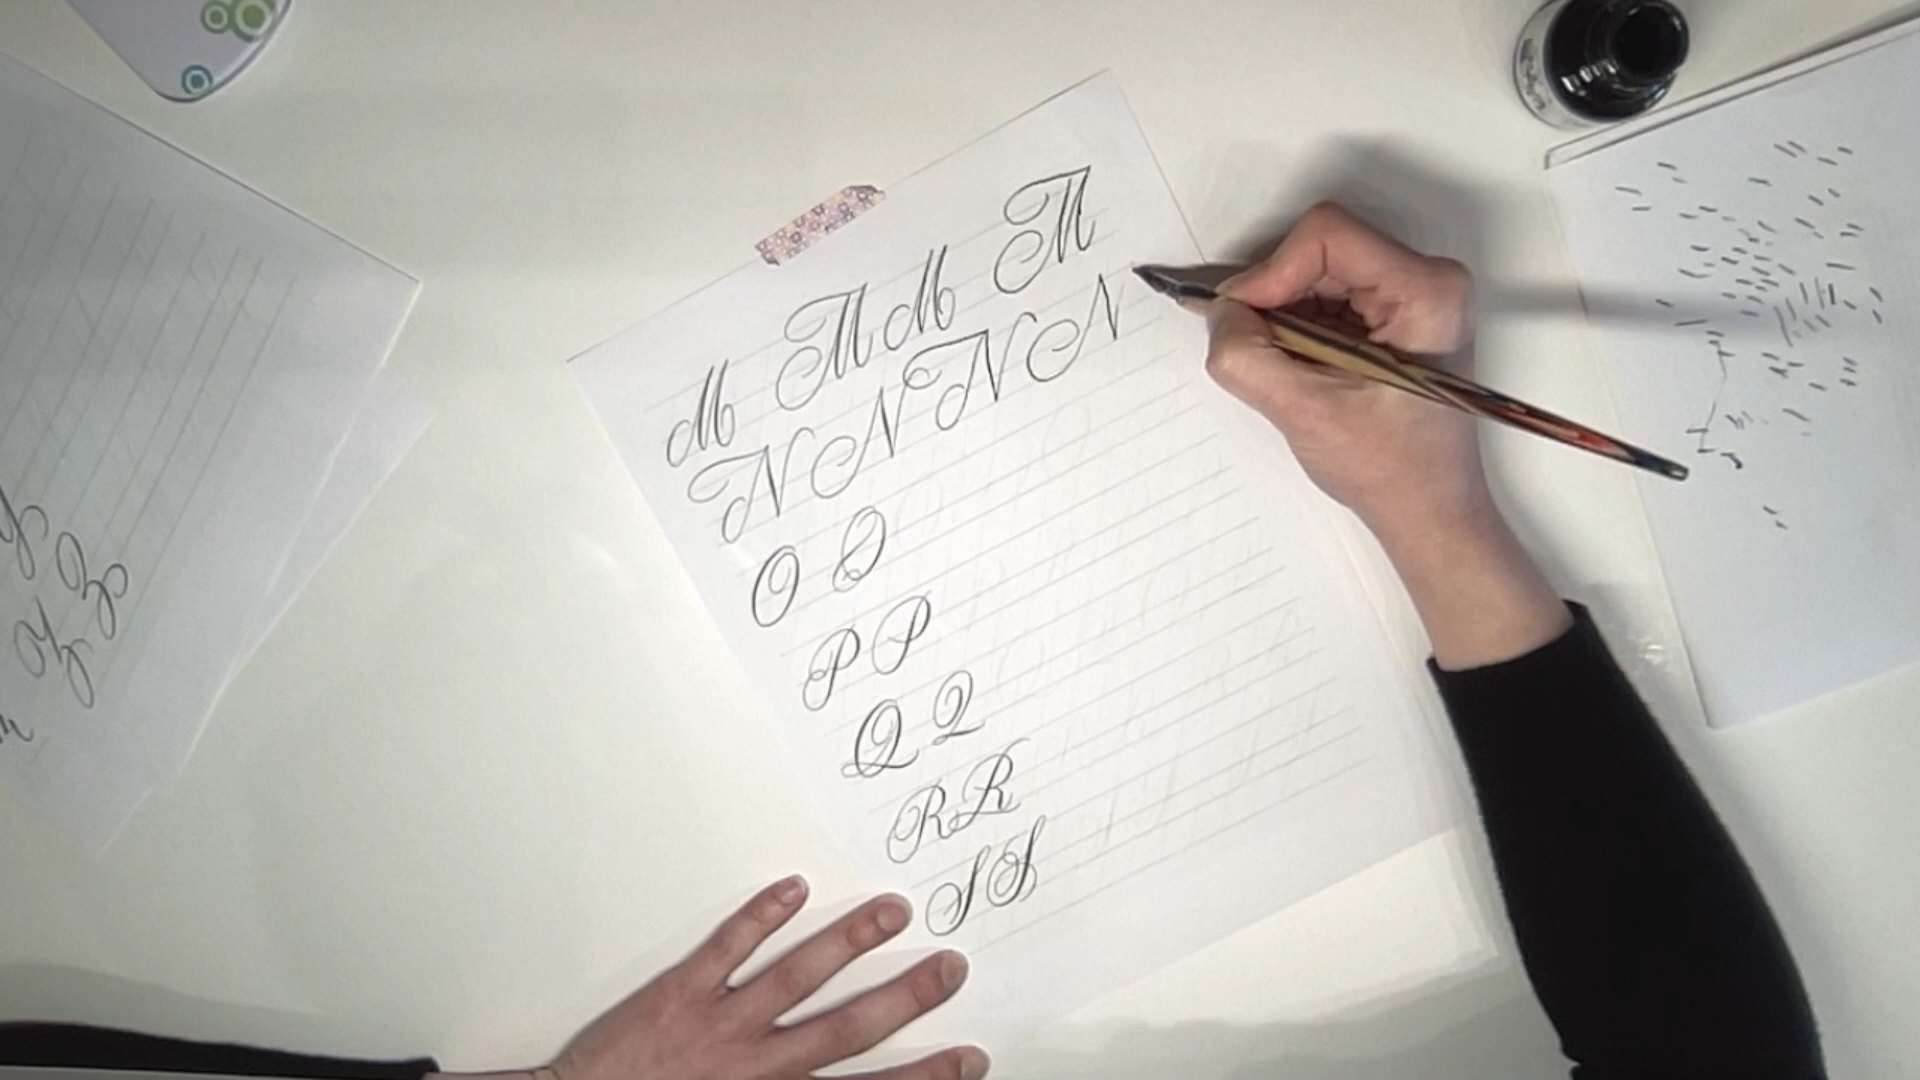 M M M M
N N N N
O O
P P
Q Q
R R
S S